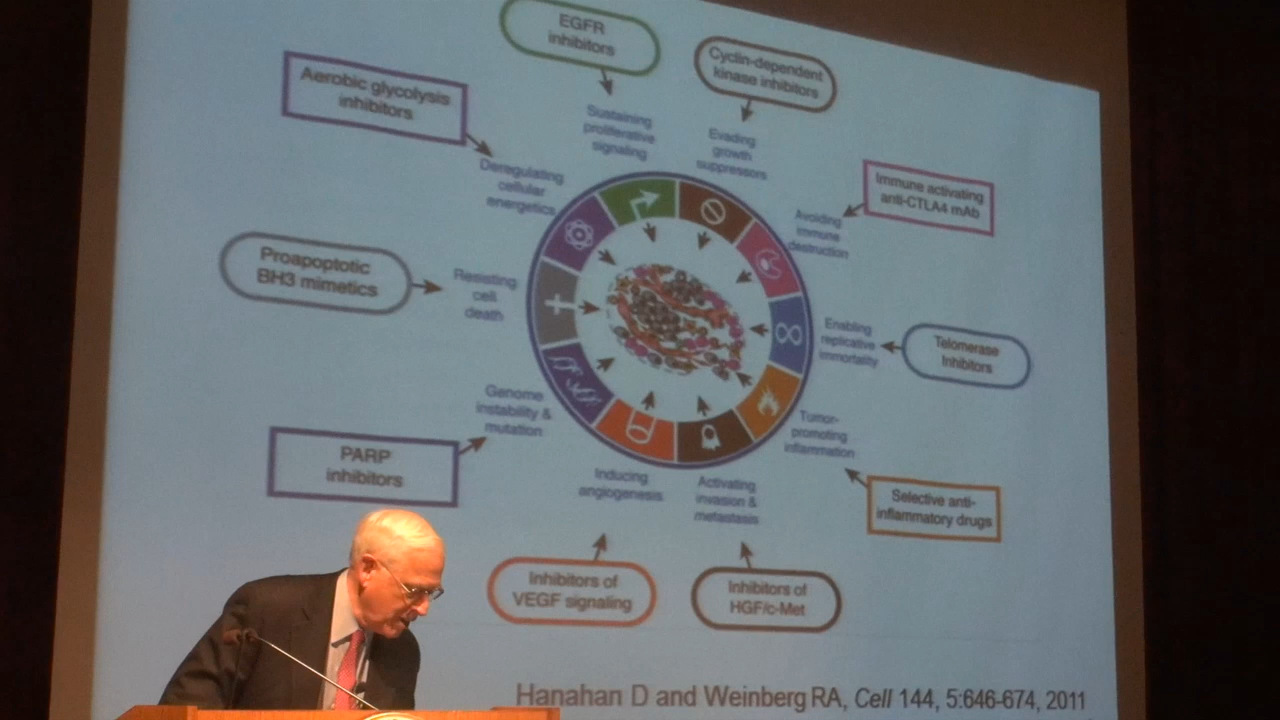 EGFR
inhibitors
Cyclin-dependent
kinase inhibitors
Aerobic glycolysis
inhibitors
Sustaining
proliferative
signaling
Evading
growth
suppressors
Deregulating
cellular
energetics
Immune activating
anti-CTLA4 mAb
Avoiding
immune
destruction
Proapoptotic
BH3 mimetics
Resisting
cell
death
Enabling
replicative
immortality
Telomerase
Inhibitors
Genome
instability &
mutation
Tumor-
promoting
inflammation
PARP
inhibitors
Inducing
angiogenesis
Activating
invasion &
metastasis
Selective anti-
inflammatory drugs
Inhibitors of
VEGF signaling
Inhibitors of
HGF/c-Met
Hanahan D and Weinberg RA, Cell 144, 5:646-674, 2011